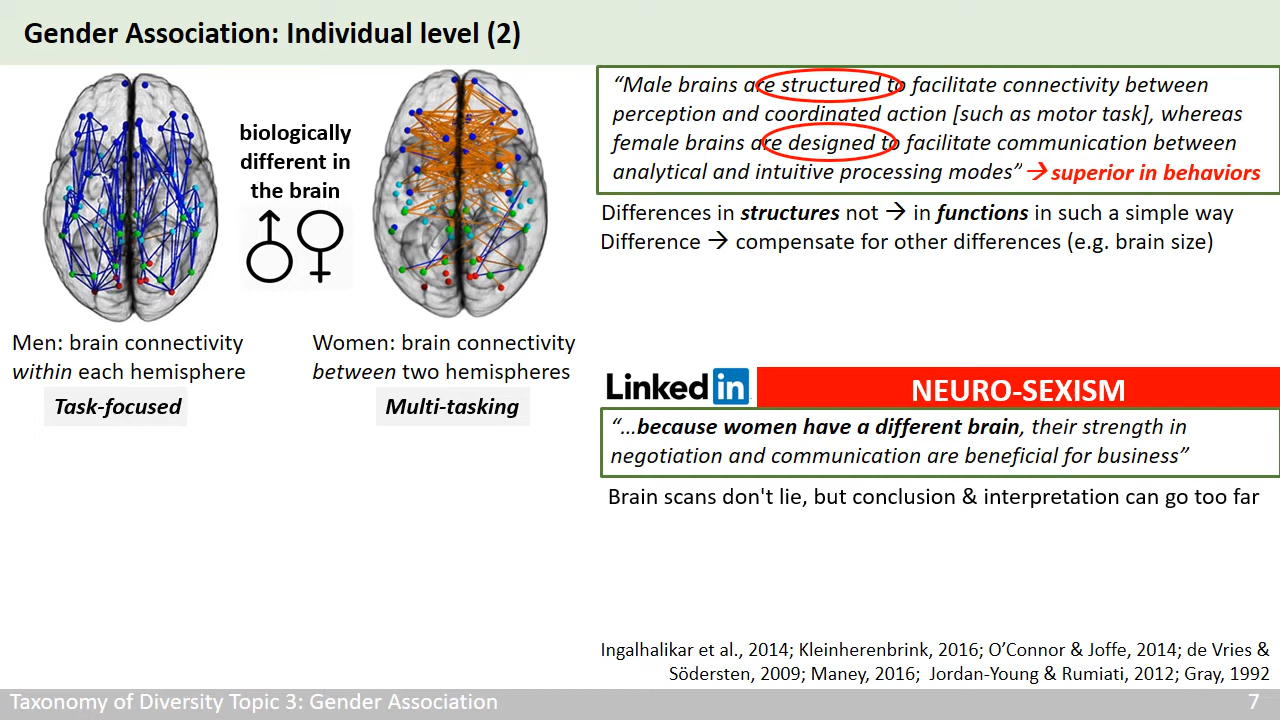 Gender Association: Individual level (2)
biologically
different in
the brain
Men: brain connectivity
within each hemisphere
Task-focused
Women: brain connectivity
between two hemispheres
Multi-tasking
“Male brains are structured to facilitate connectivity between
perception and coordinated action [such as motor task], whereas
female brains are designed to facilitate communication between
analytical and intuitive processing modes” → superior in behaviors
Differences in structures not → in functions in such a simple way
Difference → compensate for other differences (e.g. brain size)
Linked in
NEURO-SEXISM
“…because women have a different brain, their strength in
negotiation and communication are beneficial for business”
Brain scans don't lie, but conclusion & interpretation can go too far
Ingalhalikar et al., 2014; Kleinherenbrink, 2016; O’Connor & Joffe, 2014; de Vries &
Södersten, 2009; Maney, 2016; Jordan-Young & Rumiati, 2012; Gray, 1992
Taxonomy of Diversity Topic 3: Gender Association
7